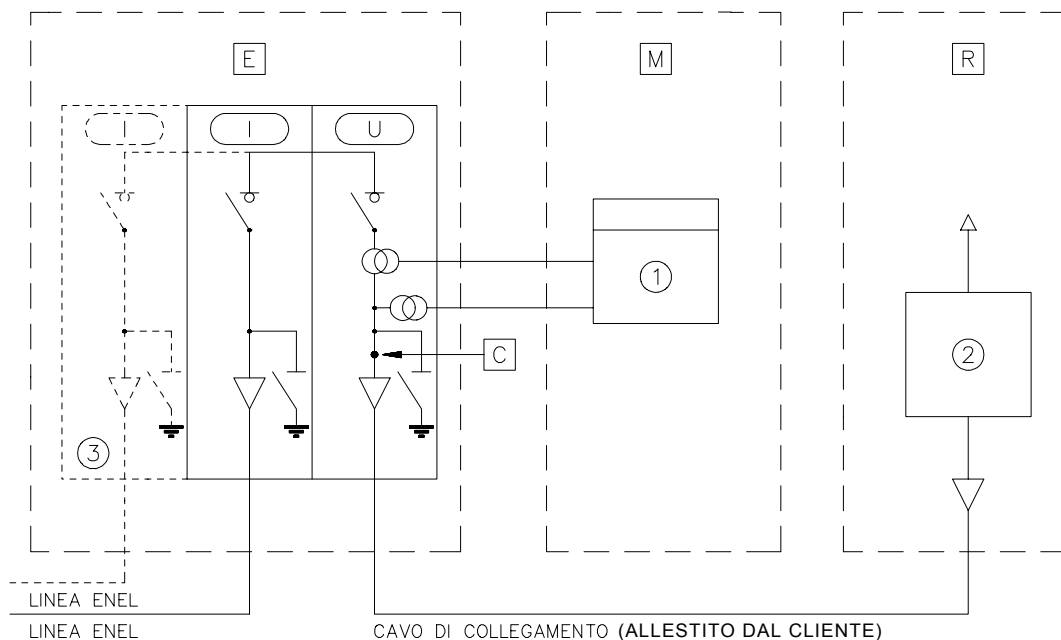 E
M
R
I
I
U
1
C
2
3
LINEA ENEL
LINEA ENEL
CAVO DI COLLEGAMENTO (ALLESTITO DAL CLIENTE)